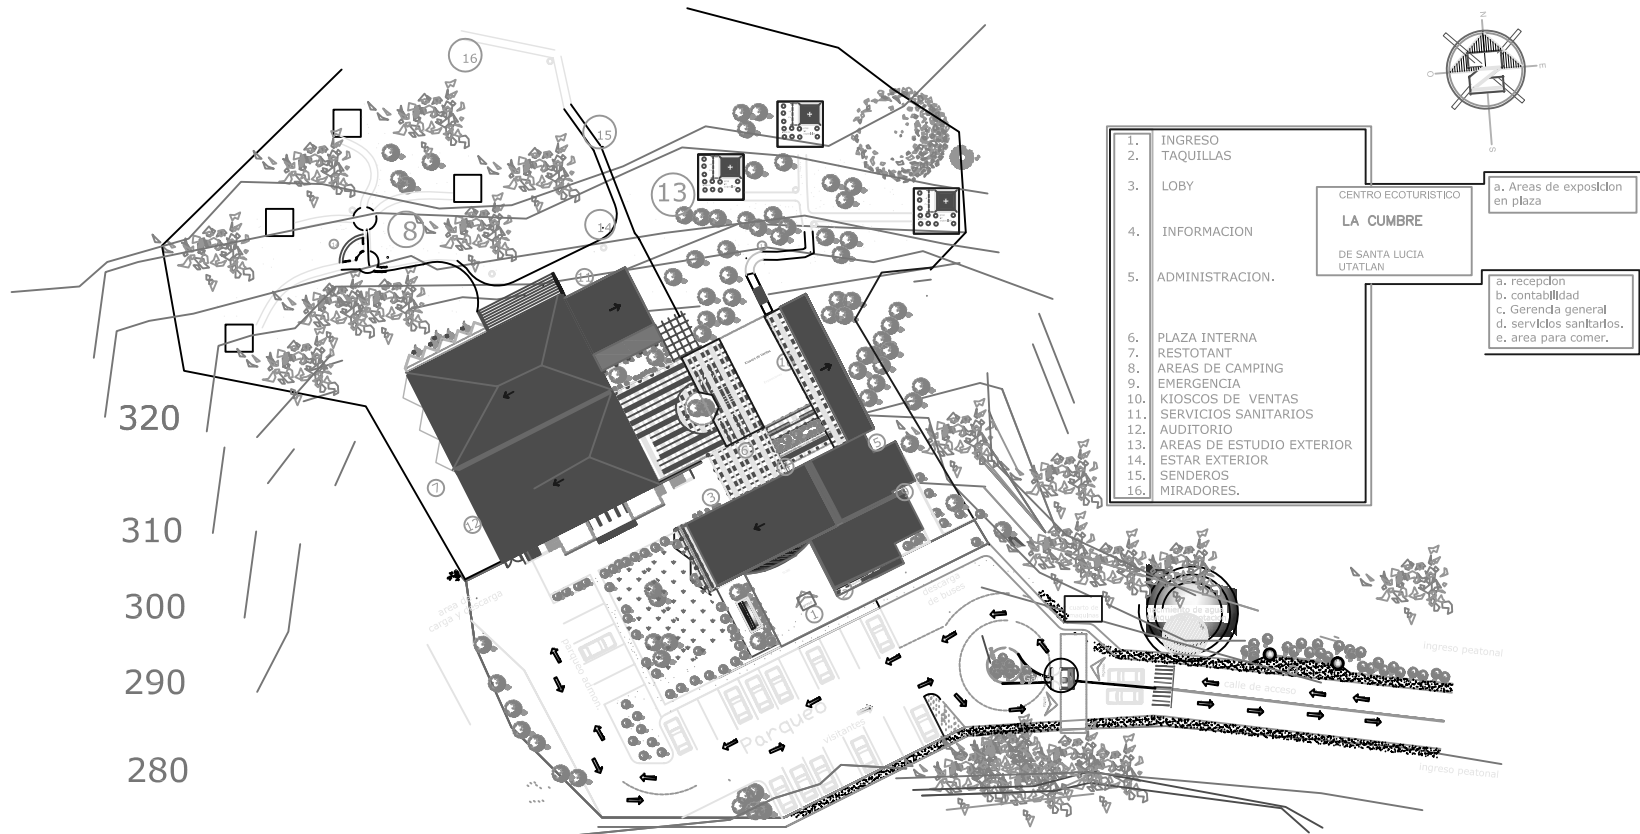 16
15
14
13
8
N
O
E
S
1. INGRESO
2. TAQUILLAS
3. LOBY
4. INFORMACION
5. ADMINISTRACION.
6. PLAZA INTERNA
7. RESTOTANT
8. AREAS DE CAMPING
9. EMERGENCIA
10. KIOSCOS DE VENTAS
11. SERVICIOS SANITARIOS
12. AUDITORIO
13. AREAS DE ESTUDIO EXTERIOR
14. ESTAR EXTERIOR
15. SENDEROS
16. MIRADORES.
CENTRO ECOTURISTICO
LA CUMBRE
DE SANTA LUCIA
UTATLAN
a. Areas de exposicion
en plaza
a. recepcion
b. contabilidad
c. Gerencia general
d. servicios sanitarios.
e. area para comer.
320
310
300
290
280
7
12
3
6
5
1
area de
carga y descarga
parqueo admon.
descarga
de buses
Parqueo
visitantes
calle de acceso
ingreso peatonal
ingreso peatonal